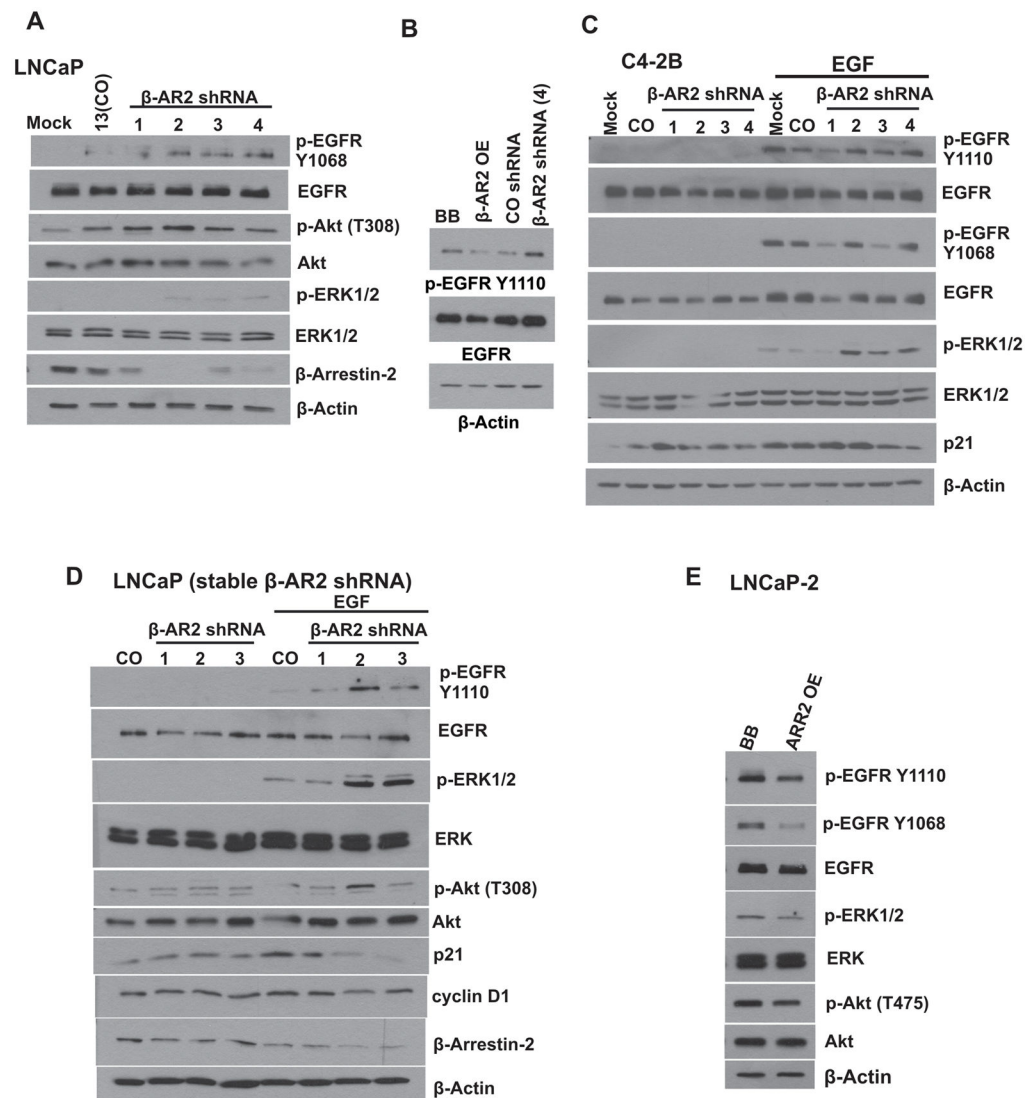 A
LNCaP
Mock
13(CO)
β-AR2 shRNA
1 2 3 4
p-EGFR
Y1068
EGFR
p-Akt (T308)
Akt
p-ERK1/2
ERK1/2
β-Arrestin-2
β-Actin
B
BB
β-AR2 OE
CO shRNA
β-AR2 shRNA (4)
p-EGFR Y1110
EGFR
β-Actin
C
C4-2B
EGF
Mock
β-AR2 shRNA
Mock
β-AR2 shRNA
CO 1 2 3 4 CO 1 2 3 4
p-EGFR
Y1110
EGFR
p-EGFR
Y1068
EGFR
p-ERK1/2
ERK1/2
p21
β-Actin
D
LNCaP (stable β-AR2 shRNA)
EGF
β-AR2 shRNA β-AR2 shRNA
CO 1 2 3 CO 1 2 3
p-EGFR
Y1110
EGFR
p-ERK1/2
ERK
p-Akt (T308)
Akt
p21
cyclin D1
β-Arrestin-2
β-Actin
E
LNCaP-2
BB
ARR2 OE
p-EGFR Y1110
p-EGFR Y1068
EGFR
p-ERK1/2
ERK
p-Akt (T475)
Akt
β-Actin